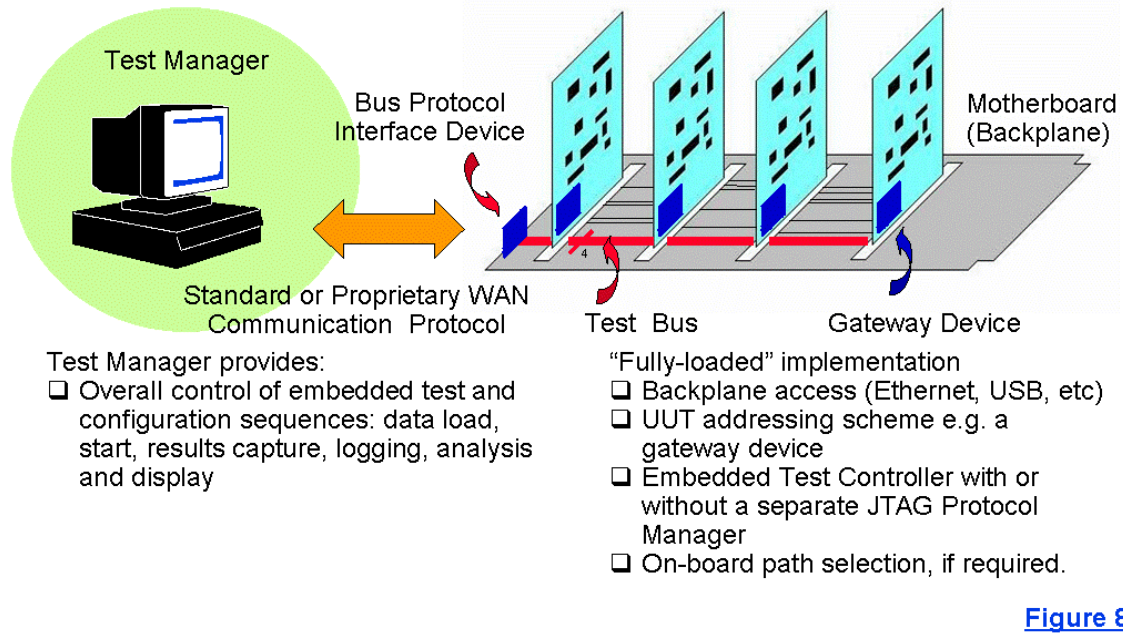 Test Manager
Bus Protocol
Interface Device
Motherboard
(Backplane)
4
Standard or Proprietary WAN
Communication Protocol
Test Bus
Gateway Device
Test Manager provides:
❑ Overall control of embedded test and
configuration sequences: data load,
start, results capture, logging, analysis
and display
“Fully-loaded” implementation
❑ Backplane access (Ethernet, USB, etc)
❑ UUT addressing scheme e.g. a
gateway device
❑ Embedded Test Controller with or
without a separate JTAG Protocol
Manager
❑ On-board path selection, if required.
Figure 8